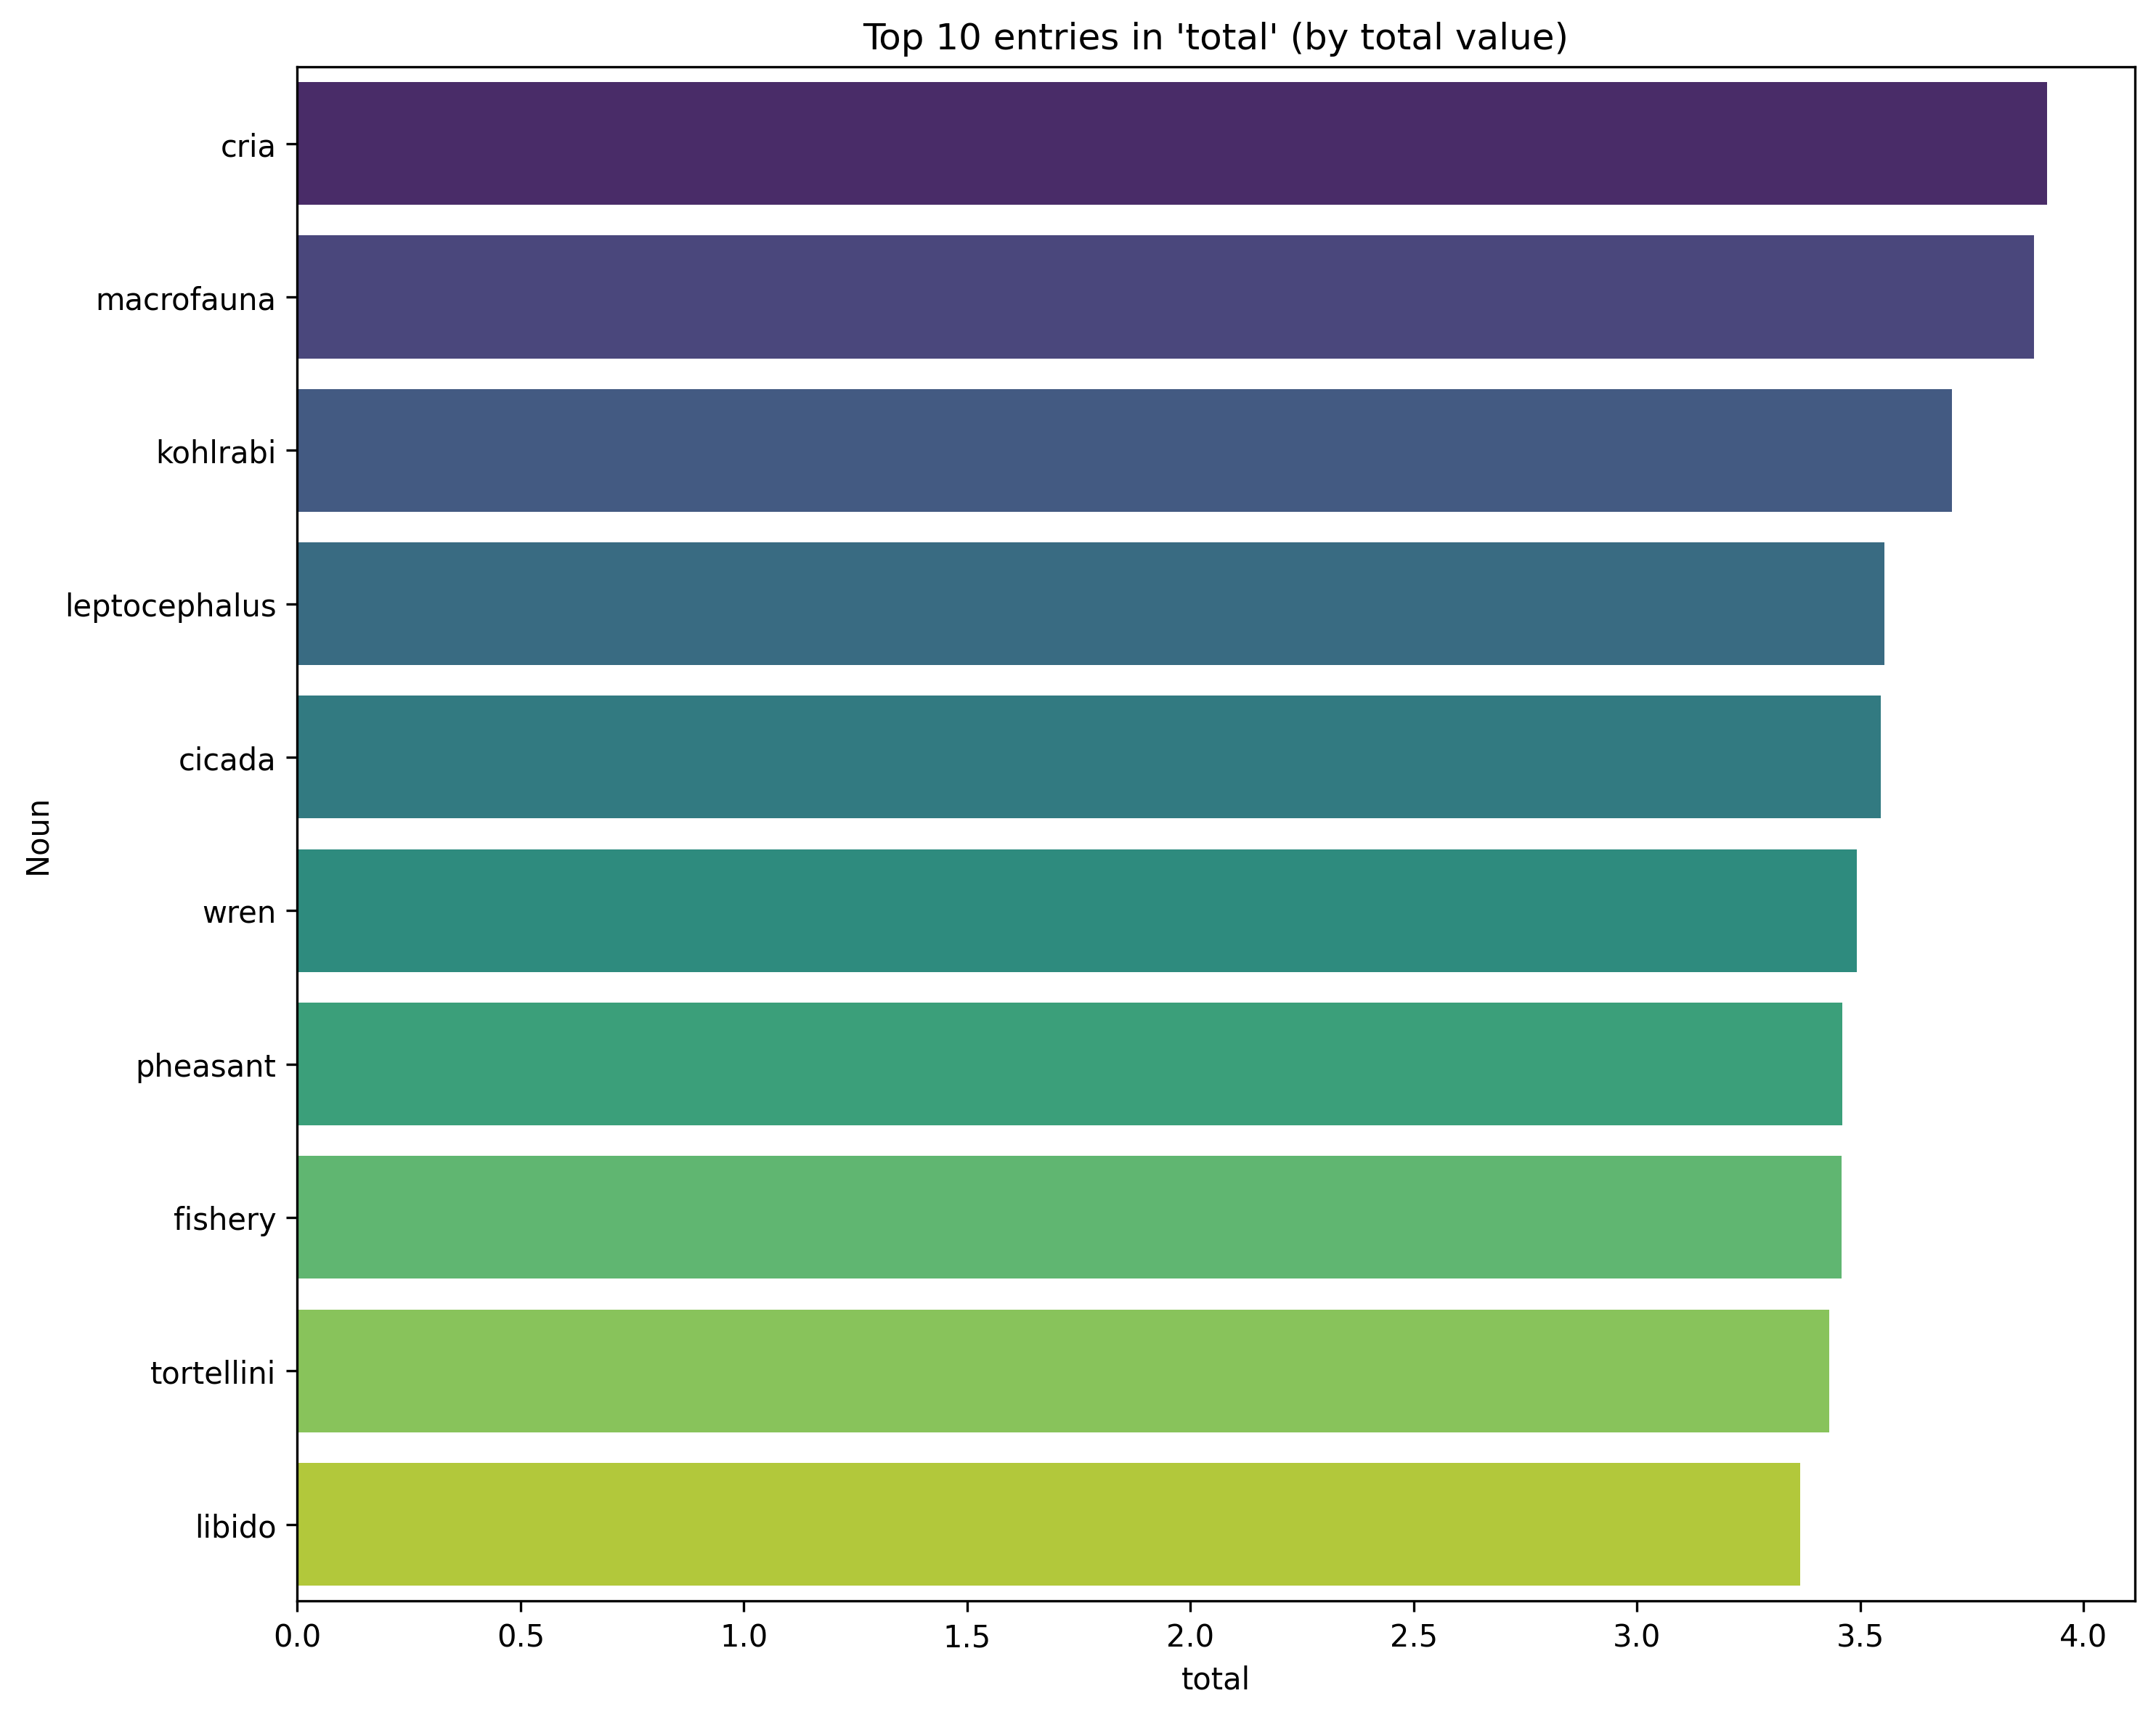 Top 10 entries in 'total' (by total value)
Noun
cria
macrofauna
kohlrabi
leptocephalus
cicada
wren
pheasant
fishery
tortellini
libido
0.0 0.5 1.0 1.5 2.0 2.5 3.0 3.5 4.0
total